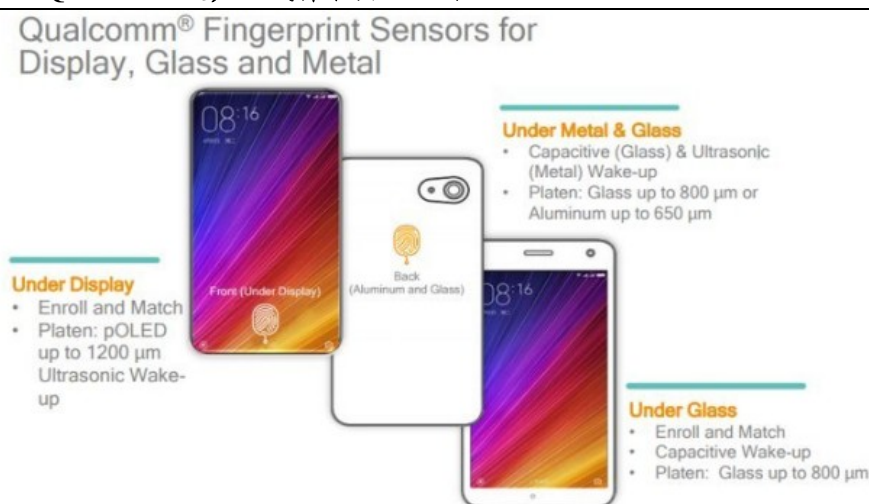 Qualcomm® Fingerprint Sensors for
Display, Glass and Metal
08:16
Front (Under Display)
Back
(Aluminum and Glass)
08:16
Under Metal & Glass
• Capacitive (Glass) & Ultrasonic
(Metal) Wake-up
• Platen: Glass up to 800 µm or
Aluminum up to 650 µm
Under Display
• Enroll and Match
• Platen: pOLED
up to 1200 µm
Ultrasonic Wake-
up
Under Glass
• Enroll and Match
• Capacitive Wake-up
• Platen: Glass up to 800 µm